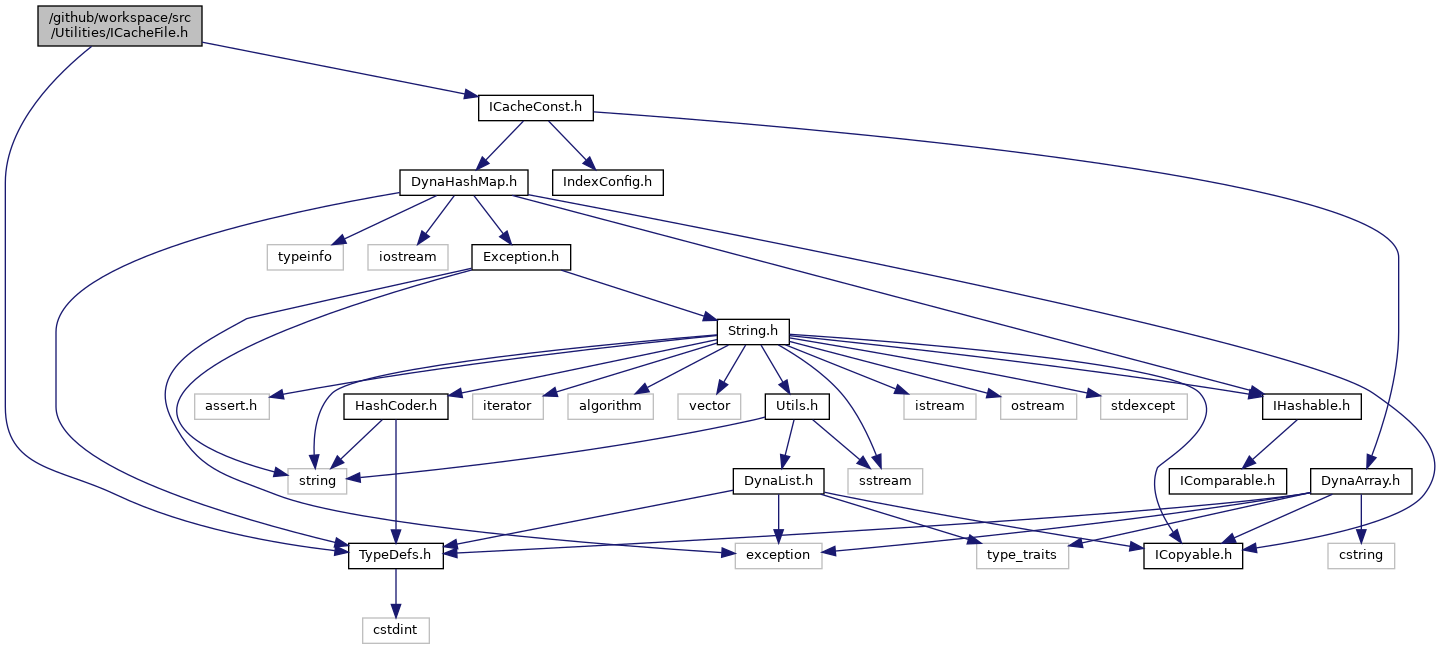 /github/workspace/src
/Utilities/ICacheFile.h
ICacheConst.h
DynaHashMap.h
IndexConfig.h
typeinfo
iostream
Exception.h
String.h
assert.h
HashCoder.h
iterator
algorithm
vector
Utils.h
istream
ostream
stdexcept
IHashable.h
string
DynaList.h
sstream
IComparable.h
DynaArray.h
TypeDefs.h
exception
type_traits
ICopyable.h
cstring
cstdint